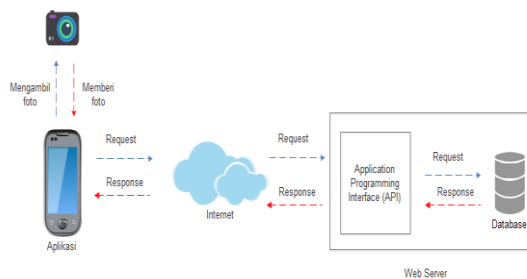 Mengambil
foto
Memberi
foto
Request
Response
Aplikasi
Internet
Request
Response
Application
Programming
Interface (API)
Request
Response
Database
Web Server